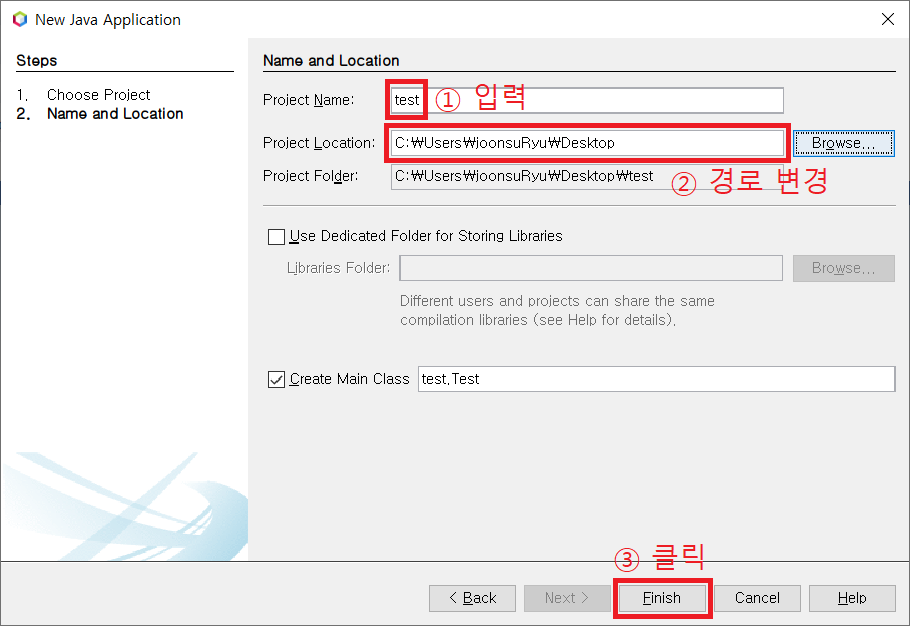 New Java Application
Steps
1. Choose Project
2. Name and Location
Name and Location
Project Name: test ① 입력
Project Location: C:₩Users₩joonsuRyu₩Desktop Browse...
Project Folder: C:₩Users₩joonsuRyu₩Desktop₩test ② 경로 변경
Use Dedicated Folder for Storing Libraries
Libraries Folder: Browse...
Different users and projects can share the same
compilation libraries (see Help for details).
Create Main Class test.Test
③ 클릭
< Back Next > Finish Cancel Help